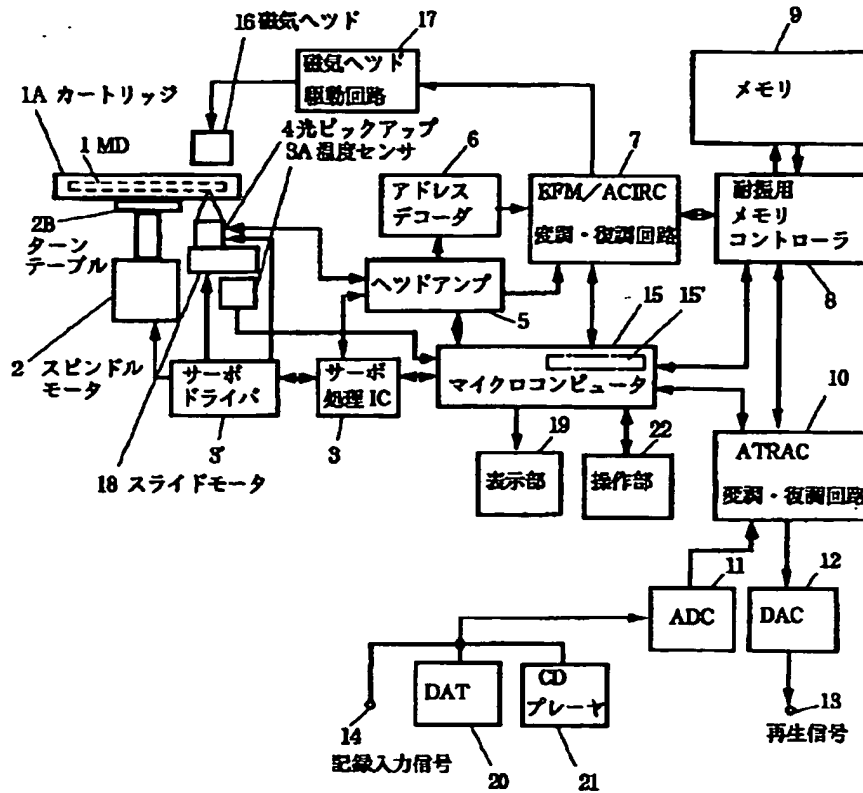 16 磁気ヘッド
17
9
磁気ヘッド
駆動回路
メモリ
1A カートリッジ
1 MD
4 光ピックアップ
3A 温度センサ
6
7
アドレス
デコーダ
EFM/ACIRC
変調・復調回路
耐振用
メモリ
コントローラ
2B
ターン
テーブル
ヘッドアンプ
5
15
15'
8
2 スピンドル
モータ
サーボ
ドライバ
サーボ
処理 IC
マイクロコンピュータ
10
3'
3
19
22
ATRAC
変調・復調回路
18 スライドモータ
表示部
操作部
11
12
ADC
DAC
DAT
CD
プレーヤ
13
14
再生信号
記録入力信号
20
21